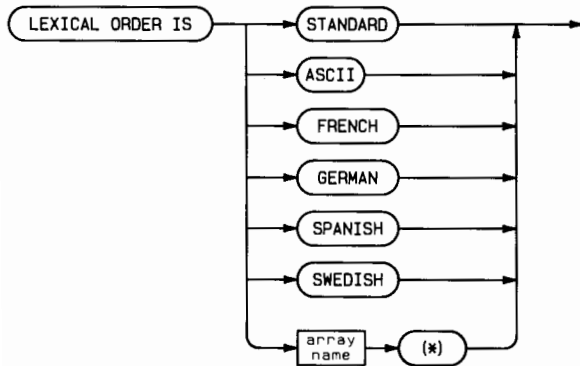 LEXICAL ORDER IS
STANDARD
ASCII
FRENCH
GERMAN
SPANISH
SWEDISH
array
name
(*)